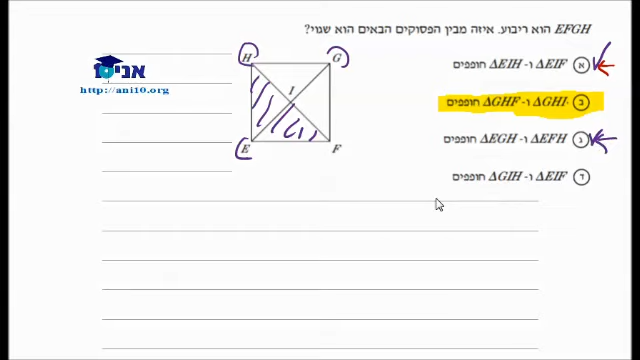 EFGH הוא ריבוע. איזה מבין הפסוקים הבאים הוא שגוי?
א ΔEIF ו- ΔEIH חופפים
ב ΔGHI ו- ΔGHF חופפים
ג ΔEFH ו- ΔEGH חופפים
ד ΔEIF ו- ΔGIH חופפים
H G
I
E F
אני10
http://ani10.org